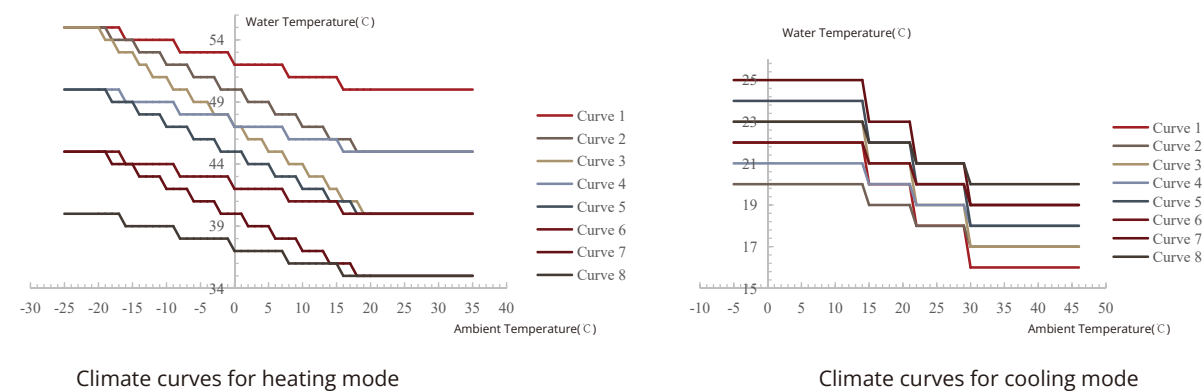 Water Temperature(℃)
54
49
44
39
34
-30 -25 -20 -15 -10 -5 0 5 10 15 20 25 30 35 40
Ambient Temperature(℃)
Curve 1
Curve 2
Curve 3
Curve 4
Curve 5
Curve 6
Curve 7
Curve 8
Climate curves for heating mode
Water Temperature(℃)
25
23
21
19
17
15
-10 -5 0 5 10 15 20 25 30 35 40 45 50
Ambient Temperature(℃)
Curve 1
Curve 2
Curve 3
Curve 4
Curve 5
Curve 6
Curve 7
Curve 8
Climate curves for cooling mode